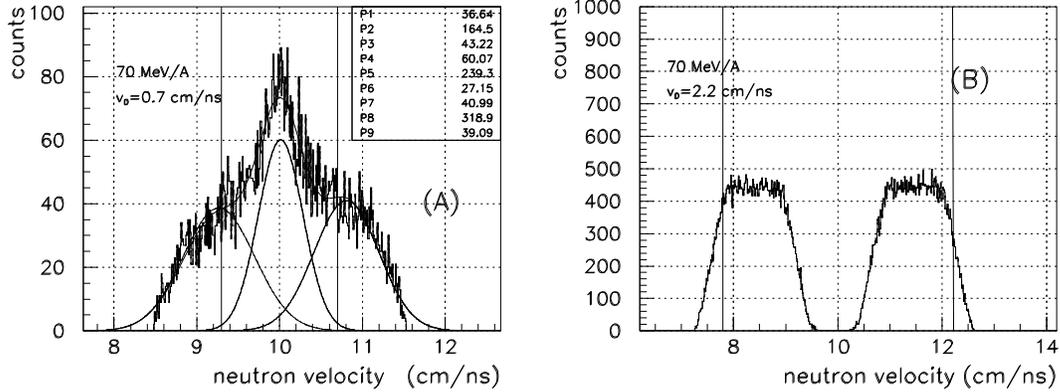 counts
100
80
60
40
20
0
70 MeV/A
v_D=0.7 cm/ns
P1 36.64
P2 164.5
P3 43.22
P4 60.07
P5 239.3
P6 27.15
P7 40.99
P8 318.9
P9 39.09
(A)
8 9 10 11 12
neutron velocity (cm/ns)
counts
1000
900
800
700
600
500
400
300
200
100
0
70 MeV/A
v_D=2.2 cm/ns
(B)
8 10 12 14
neutron velocity (cm/ns)